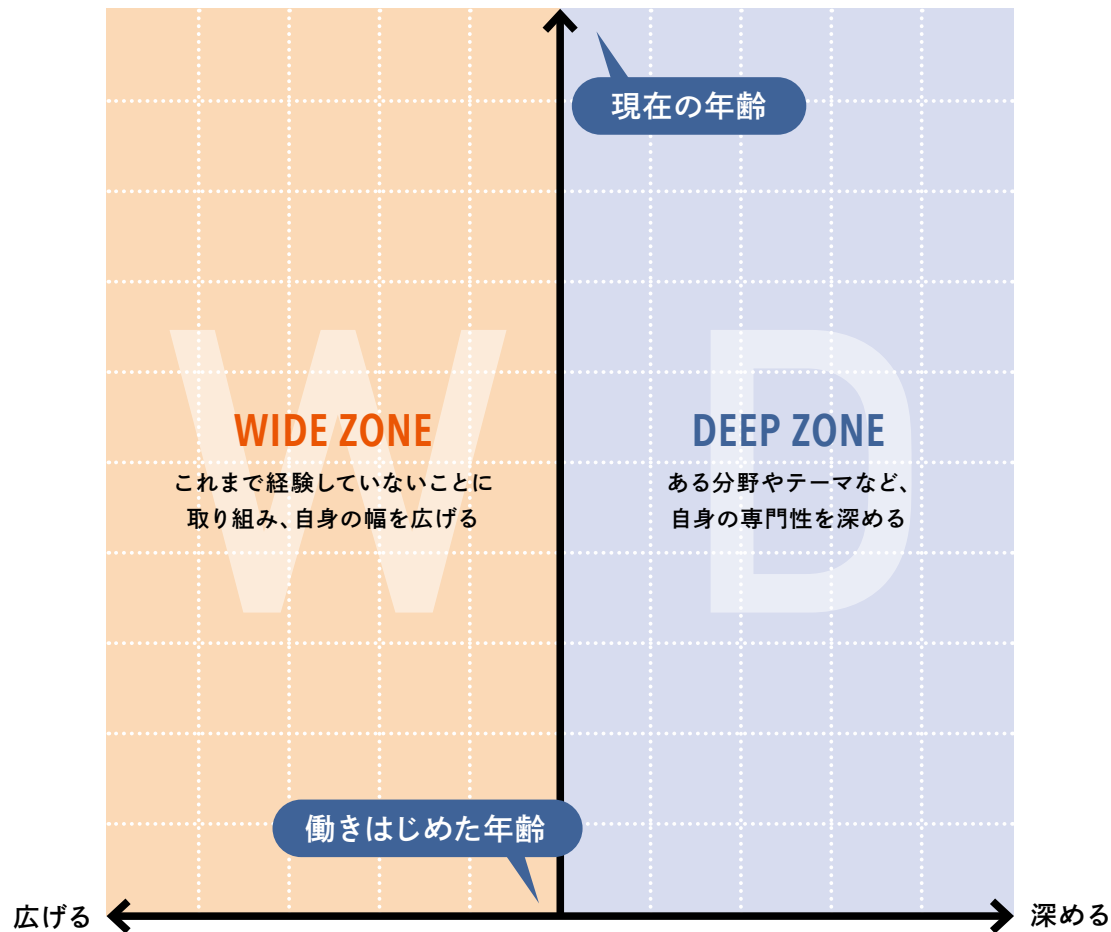 現在の年齢
W
D
WIDE ZONE
これまで経験していないことに
取り組み、自身の幅を広げる
DEEP ZONE
ある分野やテーマなど、
自身の専門性を深める
働きはじめた年齢
広げる
深める